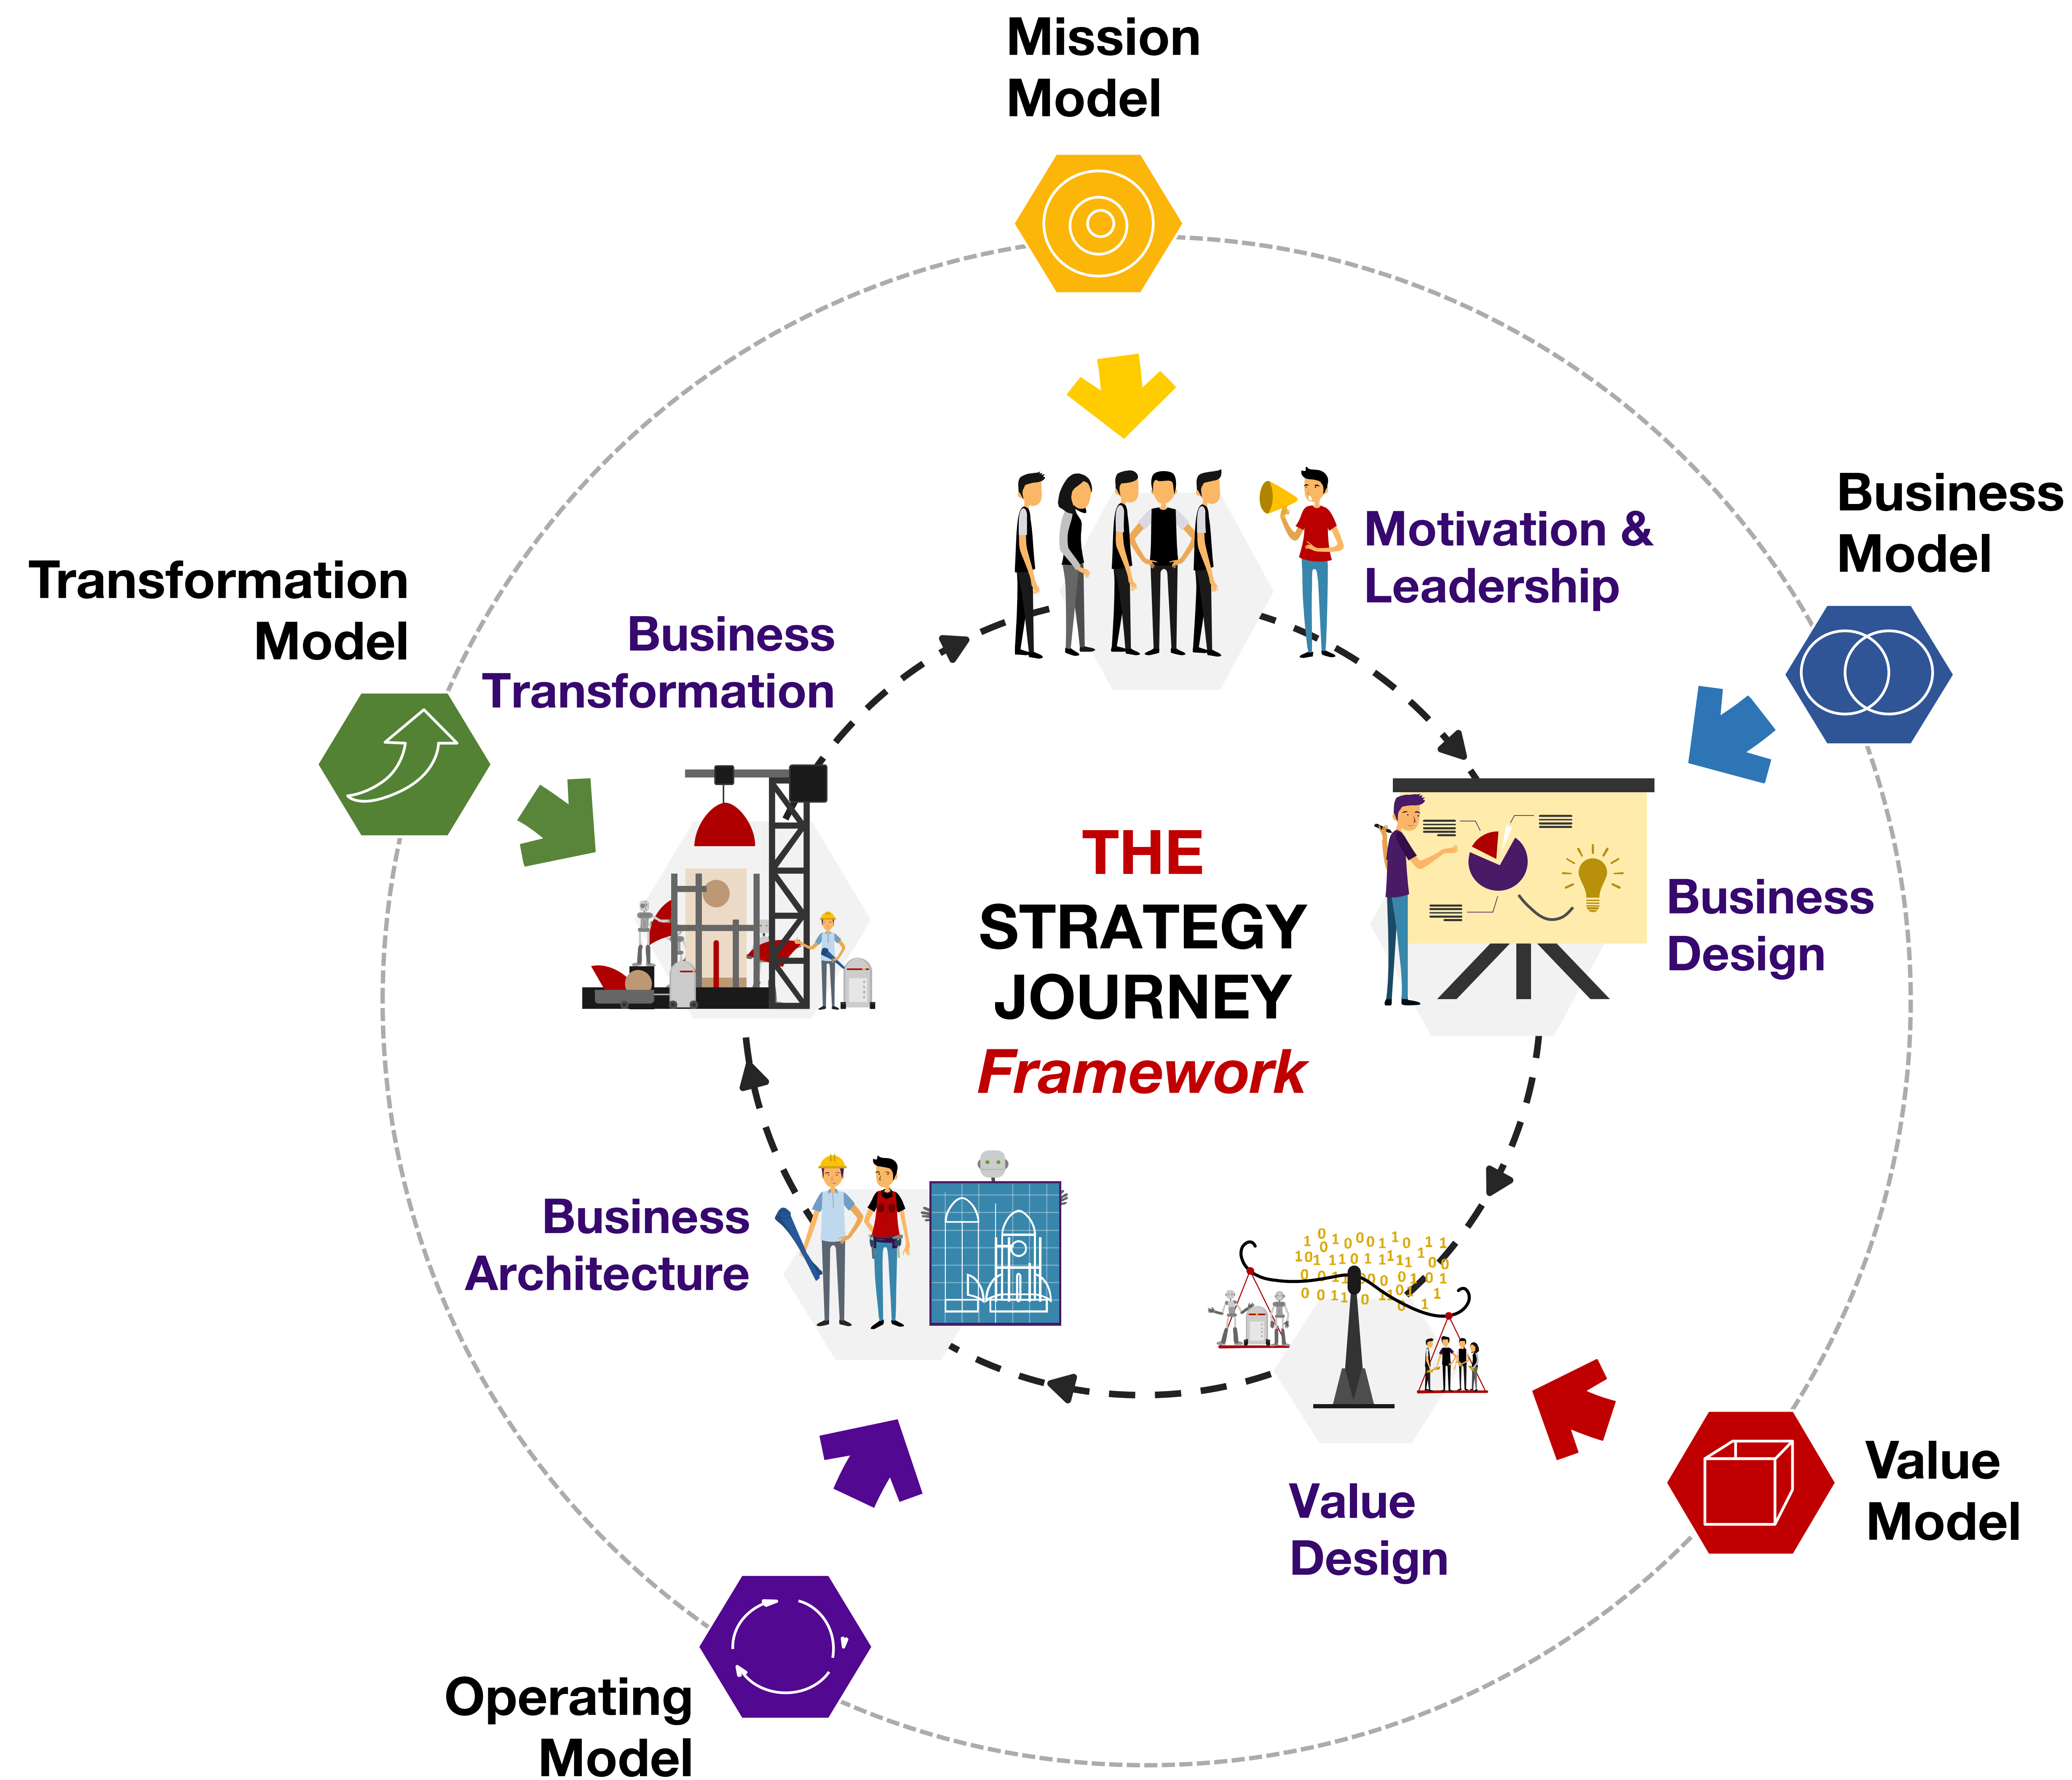 Mission
Model
Business
Model
Motivation &
Leadership
Transformation
Model
Business
Transformation
THE
STRATEGY
JOURNEY
Framework
Business
Design
Business
Architecture
Value
Design
Value
Model
Operating
Model